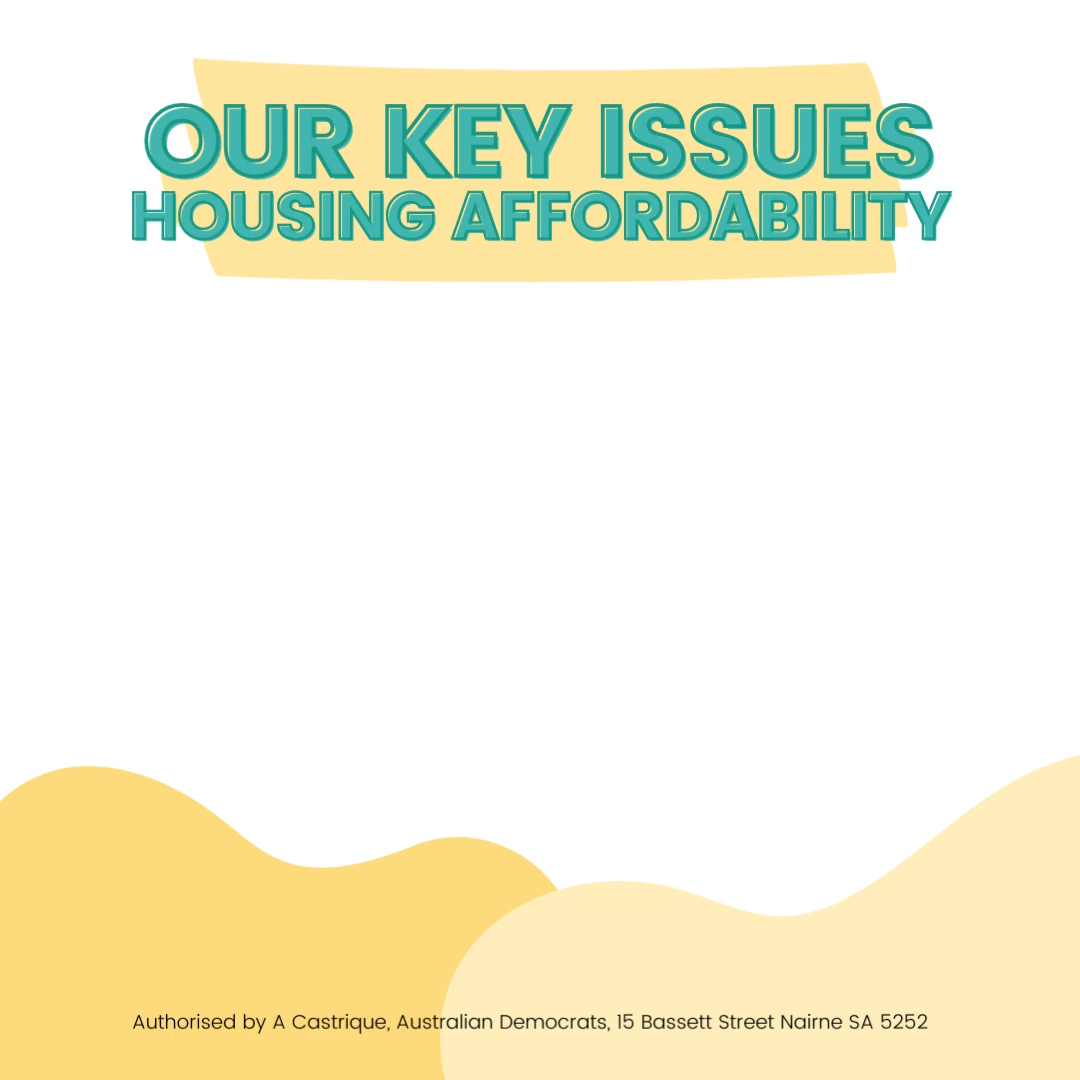 OUR KEY ISSUES
HOUSING AFFORDABILITY
Authorised by A Castrique, Australian Democrats, 15 Bassett Street Nairne SA 5252